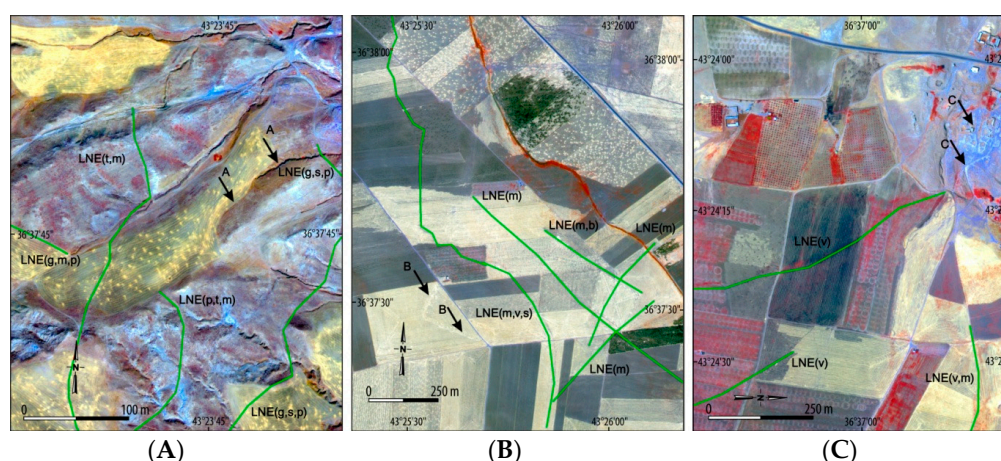 43°23'45"
A
LNE(t,m)
LNE(g,s,p)
A
36°37'45"
36°37'45"
LNE(g,m,p)
LNE(p,t,m)
N
LNE(g,s,p)
0 100 m
43°23'45"
(A)
43°25'30" 43°26'00"
36°38'00"
36°38'00"
LNE(m)
LNE(m,b)
LNE(m)
B
B
LNE(m,v,s)
36°37'30"
36°37'30"
N
LNE(m)
0 250 m
43°25'30" 43°26'00"
(B)
36°37'00"
43°24'00"
C
C
43°24'15"
LNE(v)
43°24'30"
LNE(v)
LNE(v,m)
N
0 250 m
36°37'00"
(C)